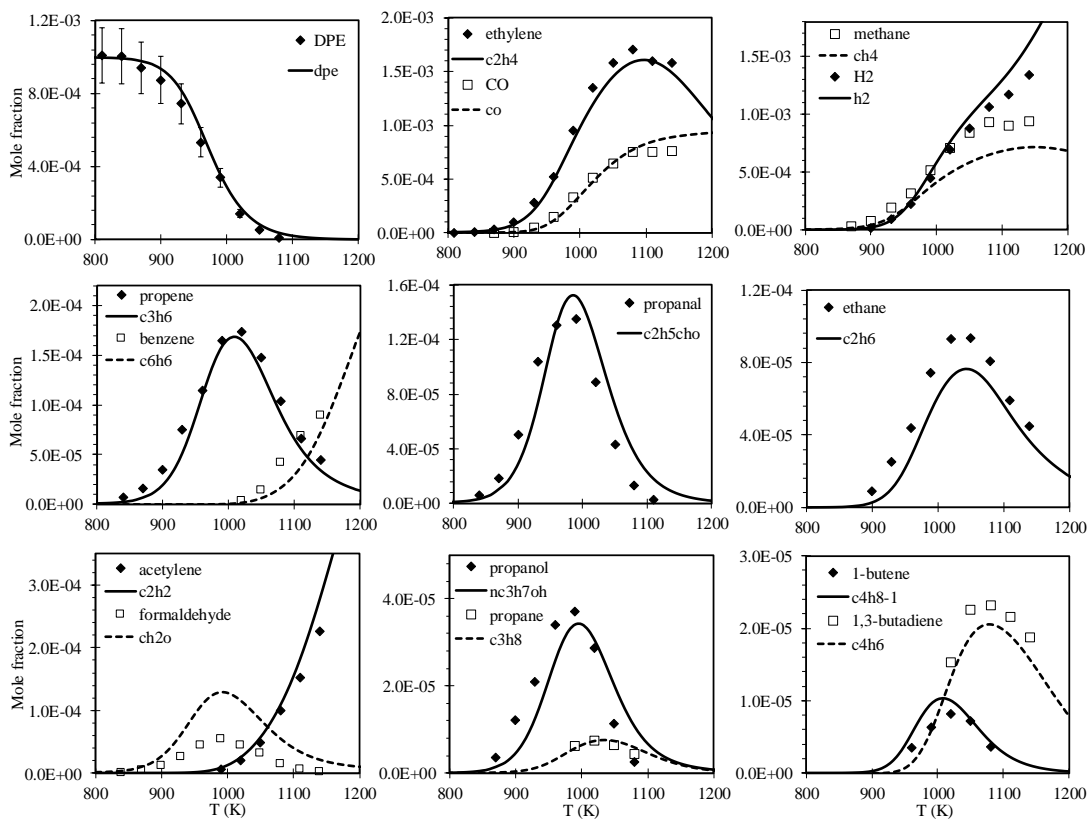 Mole fraction
1.2E-03
8.0E-04
4.0E-04
0.0E+00
DPE
dpe
800 900 1000 1100 1200
2.0E-03
1.5E-03
1.0E-03
5.0E-04
0.0E+00
ethylene
c2h4
CO
co
800 900 1000 1100 1200
1.5E-03
1.0E-03
5.0E-04
0.0E+00
methane
ch4
H2
h2
800 900 1000 1100 1200
Mole fraction
2.0E-04
1.5E-04
1.0E-04
5.0E-05
0.0E+00
propene
c3h6
benzene
c6h6
800 900 1000 1100 1200
1.6E-04
1.2E-04
8.0E-05
4.0E-05
0.0E+00
propanal
c2h5cho
800 900 1000 1100 1200
1.2E-04
8.0E-05
4.0E-05
0.0E+00
ethane
c2h6
800 900 1000 1100 1200
Mole fraction
3.0E-04
2.0E-04
1.0E-04
0.0E+00
acetylene
c2h2
formaldehyde
ch2o
800 900 1000 1100 1200
T (K)
4.0E-05
2.0E-05
0.0E+00
propanol
nc3h7oh
propane
c3h8
800 900 1000 1100 1200
T (K)
3.0E-05
2.0E-05
1.0E-05
0.0E+00
1-butene
c4h8-1
1,3-butadiene
c4h6
800 900 1000 1100 1200
T (K)